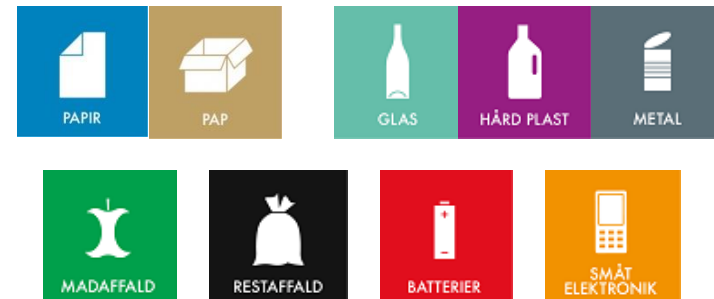 PAPIR
PAP
GLAS
HÅRD PLAST
METAL
MADAFFALD
RESTAFFALD
BATTERIER
SMÅT
ELEKTRONIK